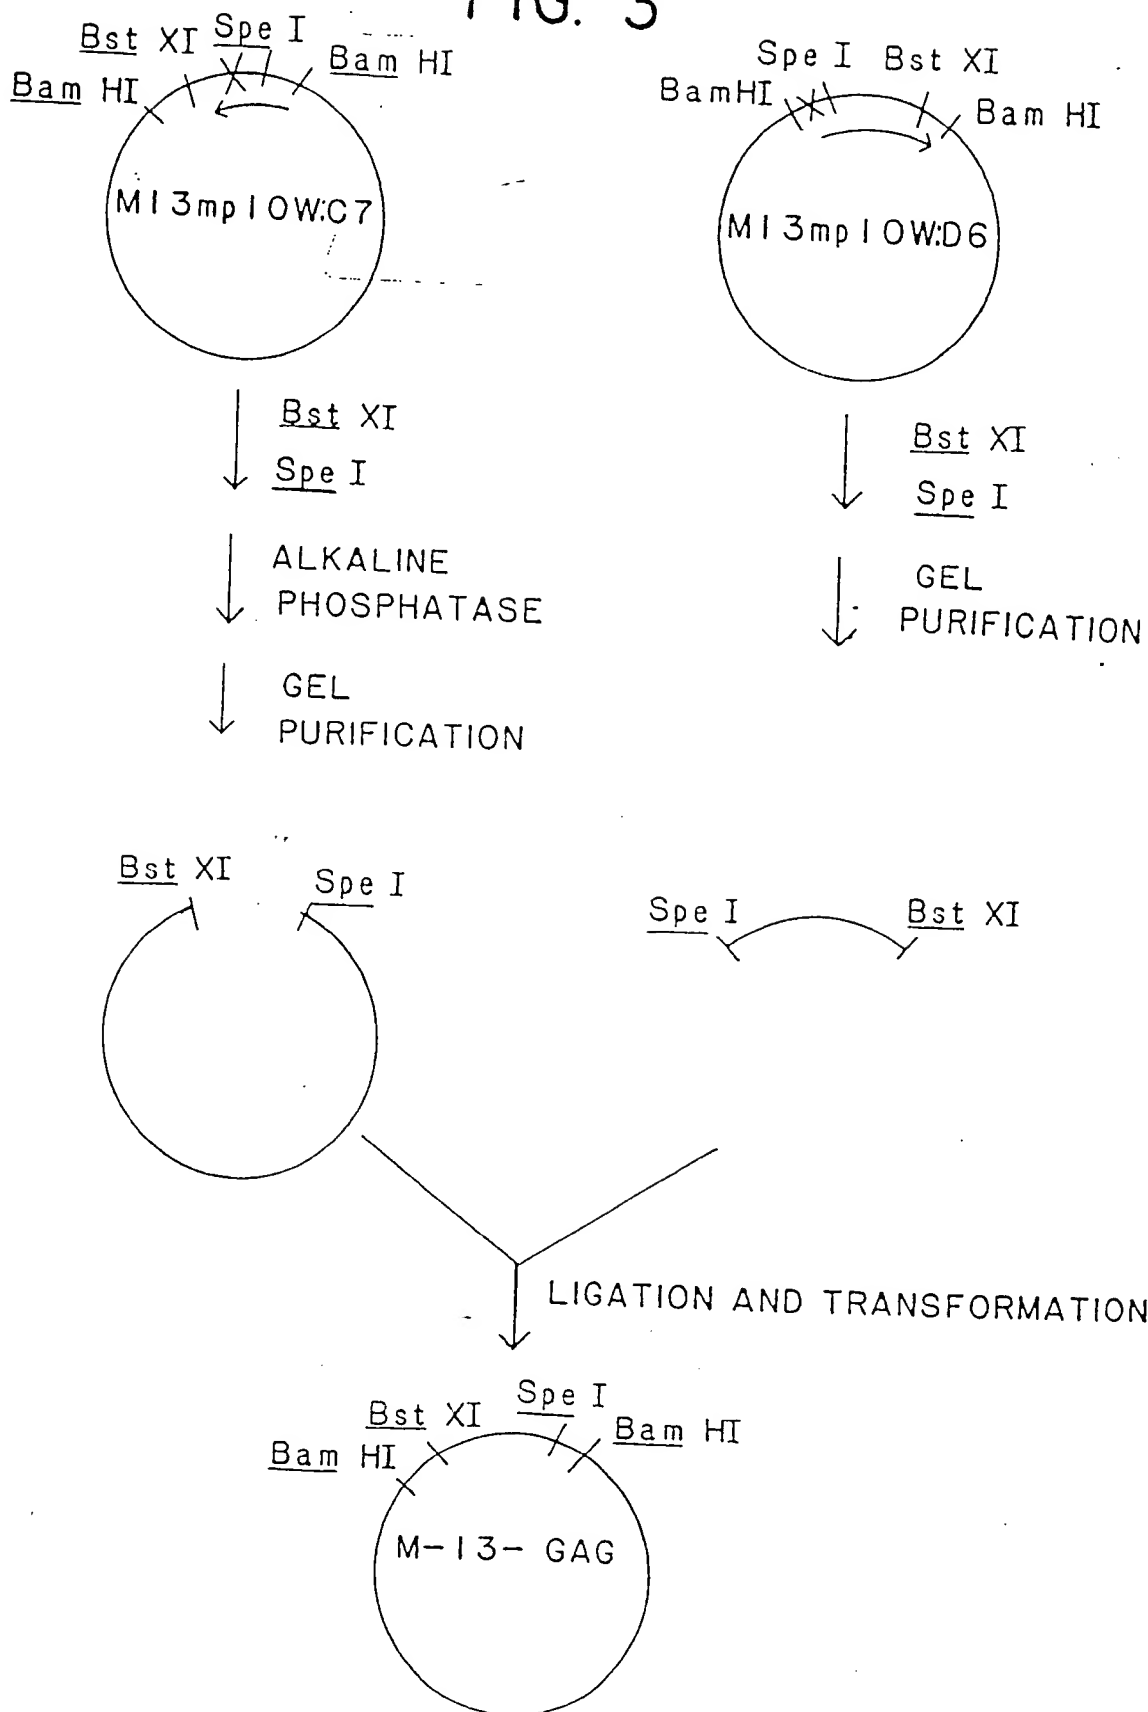 FIG. 3
Bst XI Spe I
Bam HI
Bam HI
M13mp10W:C7
Spe I Bst XI
BamHI
Bam HI
M13mp10W:D6
Bst XI
Spe I
ALKALINE
PHOSPHATASE
GEL
PURIFICATION
Bst XI
Spe I
GEL
PURIFICATION
Bst XI
Spe I
Spe I
Bst XI
LIGATION AND TRANSFORMATION
Bst XI
Spe I
Bam HI
Bam HI
M-13- GAG